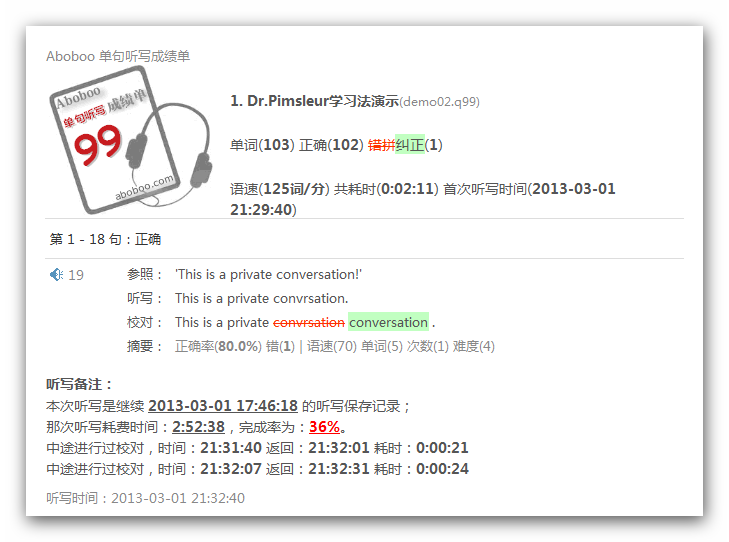 Aboboo 单句听写成绩单
Aboboo 成绩单
单句听写
99
aboboo.com
1. Dr.Pimsleur学习法演示(demo02.q99)
单词(103) 正确(102) 错拼纠正(1)
语速(125词/分) 共耗时(0:02:11) 首次听写时间(2013-03-01
21:29:40)
第 1 - 18 句：正确
19
参照： 'This is a private conversation!'
听写： This is a private convrsation.
校对： This is a private convrsation conversation .
摘要： 正确率(80.0%) 错(1) | 语速(70) 单词(5) 次数(1) 难度(4)
听写备注：
本次听写是继续 2013-03-01 17:46:18 的听写保存记录；
那次听写耗费时间：2:52:38，完成率为：36%。
中途进行过校对，时间：21:31:40 返回：21:32:01 耗时：0:00:21
中途进行过校对，时间：21:32:07 返回：21:32:31 耗时：0:00:24
听写时间：2013-03-01 21:32:40